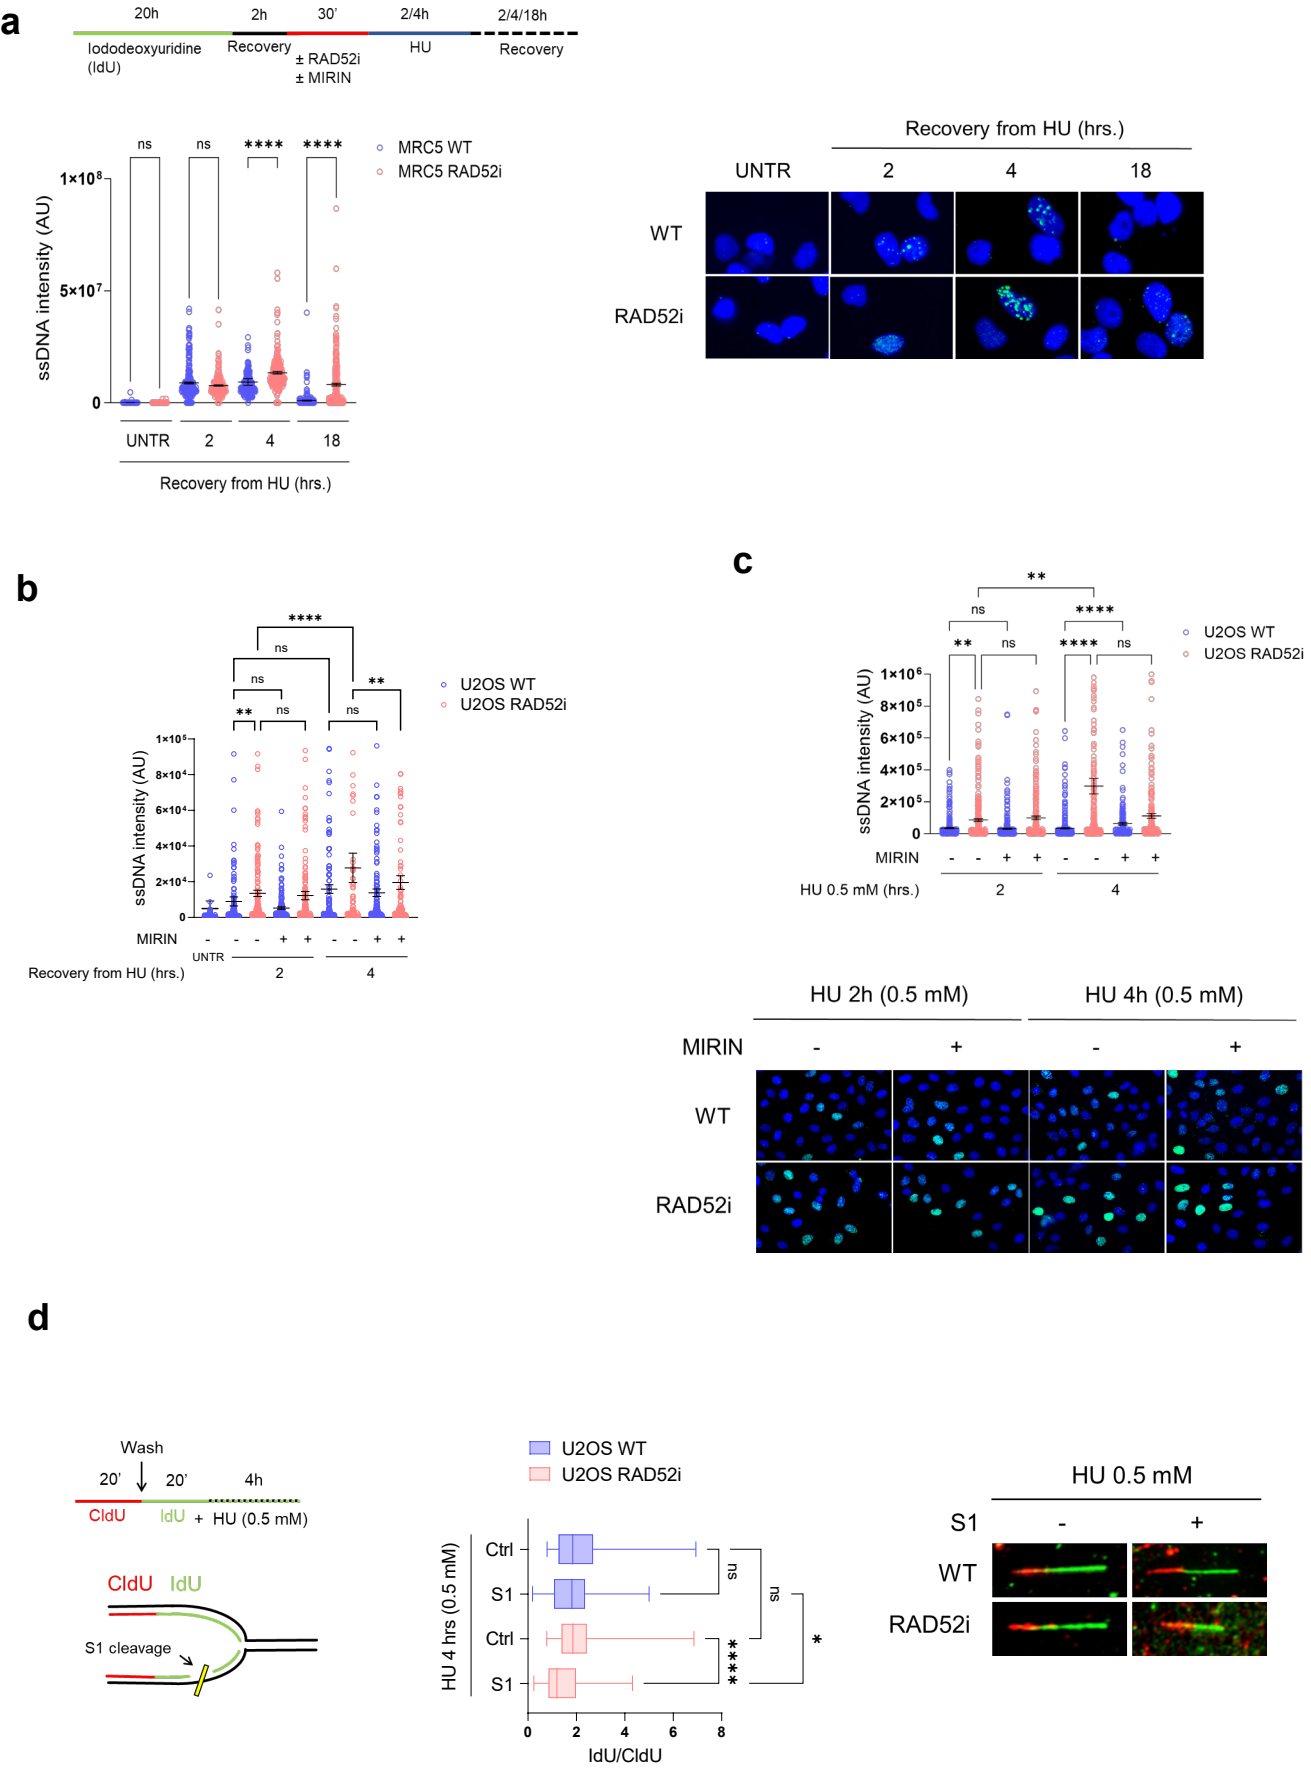 a
20h 2h 30’ 2/4h 2/4/18h
Iododeoxyuridine
(IdU)
Recovery
± RAD52i
± MIRIN
HU
Recovery
ns ns **** ****
MRC5 WT
MRC5 RAD52i
ssDNA intensity (AU)
1×10⁸
5×10⁷
0
UNTR 2 4 18
Recovery from HU (hrs.)
Recovery from HU (hrs.)
UNTR 2 4 18
WT
RAD52i
b
****
ns
ns **
** ns ns
U2OS WT
U2OS RAD52i
ssDNA intensity (AU)
1×10⁵
8×10⁴
6×10⁴
4×10⁴
2×10⁴
0
MIRIN - - - + + - - + +
UNTR
Recovery from HU (hrs.) 2 4
c
**
ns ****
** ns **** ns
U2OS WT
U2OS RAD52i
ssDNA intensity (AU)
1×10⁶
8×10⁵
6×10⁵
4×10⁵
2×10⁵
0
MIRIN - - + + - - + +
HU 0.5 mM (hrs.) 2 4
HU 2h (0.5 mM) HU 4h (0.5 mM)
MIRIN - + - +
WT
RAD52i
d
Wash
20’ 20’ 4h
CldU IdU + HU (0.5 mM)
CldU IdU
S1 cleavage
U2OS WT
U2OS RAD52i
HU 4 hrs (0.5 mM)
Ctrl
S1
Ctrl
S1
ns
ns
****
*
0 2 4 6 8
IdU/CldU
HU 0.5 mM
S1 - +
WT
RAD52i